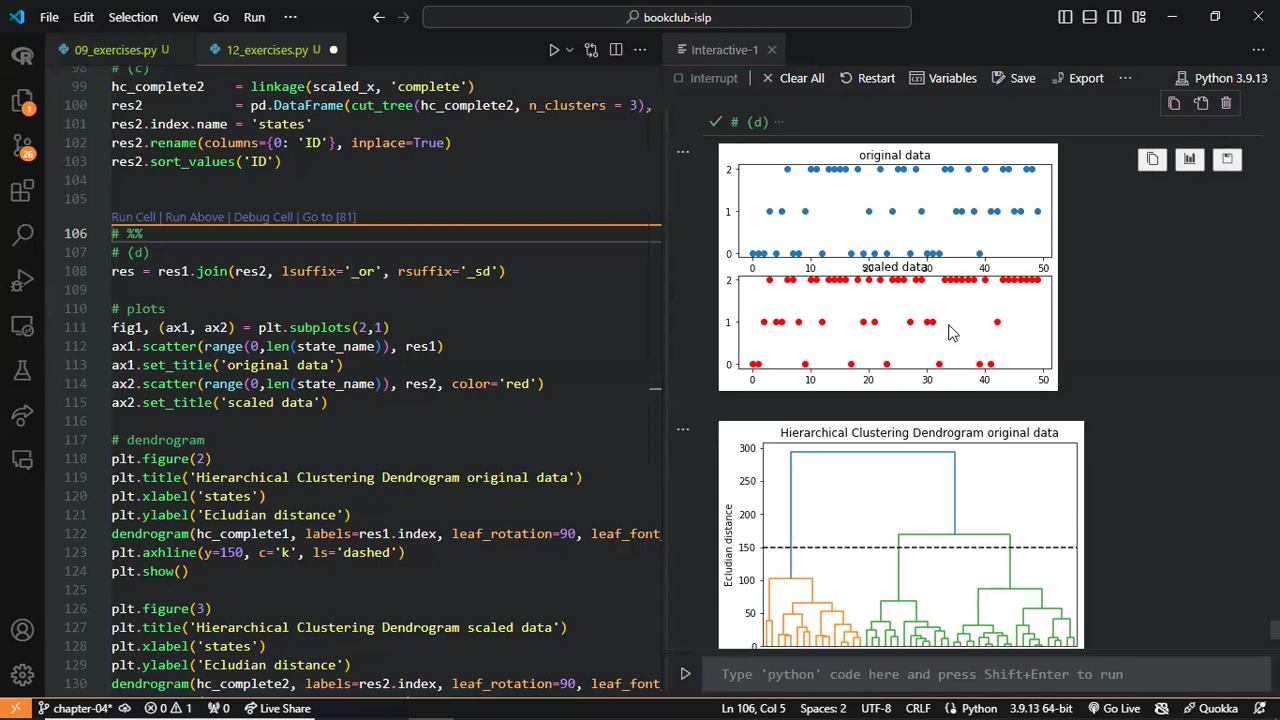 File Edit Selection View Go Run ··· bookclub-islp
09_exercises.py M 12_exercises.py M Interactive-1
Interrupt Clear All Restart Variables Save Export ··· Python 3.9.13
98 # (c)
99 hc_complete2 = linkage(scaled_x, 'complete')
100 res2 = pd.DataFrame(cut_tree(hc_complete2, n_clusters = 3),
101 res2.index.name = 'states'
102 res2.rename(columns={0: 'ID'}, inplace=True)
103 res2.sort_values('ID')
104
105
Run Cell | Run Above | Debug Cell | Go to [81]
106 # %%
107 # (d)
108 res = res1.join(res2, lsuffix='_or', rsuffix='_sd')
109
110 # plots
111 fig1, (ax1, ax2) = plt.subplots(2,1)
112 ax1.scatter(range(0,len(state_name)), res1)
113 ax1.set_title('original data')
114 ax2.scatter(range(0,len(state_name)), res2, color='red')
115 ax2.set_title('scaled data')
116
117 # dendrogram
118 plt.figure(2)
119 plt.title('Hierarchical Clustering Dendrogram original data')
120 plt.xlabel('states')
121 plt.ylabel('Ecludian distance')
122 dendrogram(hc_complete1, labels=res1.index, leaf_rotation=90, leaf_font_
123 plt.axhline(y=150, c='k', ls='dashed')
124 plt.show()
125
126 plt.figure(3)
127 plt.title('Hierarchical Clustering Dendrogram scaled data')
128 plt.xlabel('states')
129 plt.ylabel('Ecludian distance')
130 dendrogram(hc_complete2, labels=res2.index, leaf_rotation=90, leaf_font_
# (d) ···
original data
2
1
0
0 10 20 30 40 50
scaled data
2
1
0
0 10 20 30 40 50
Hierarchical Clustering Dendrogram original data
300
250
200
150
100
50
0
Ecludian distance
Type 'python' code here and press Shift+Enter to run
1
26
chapter-04* 0 1 0 Live Share Ln 106, Col 5 Spaces: 2 UTF-8 CRLF Python 3.9.13 64-bit Go Live Quokka